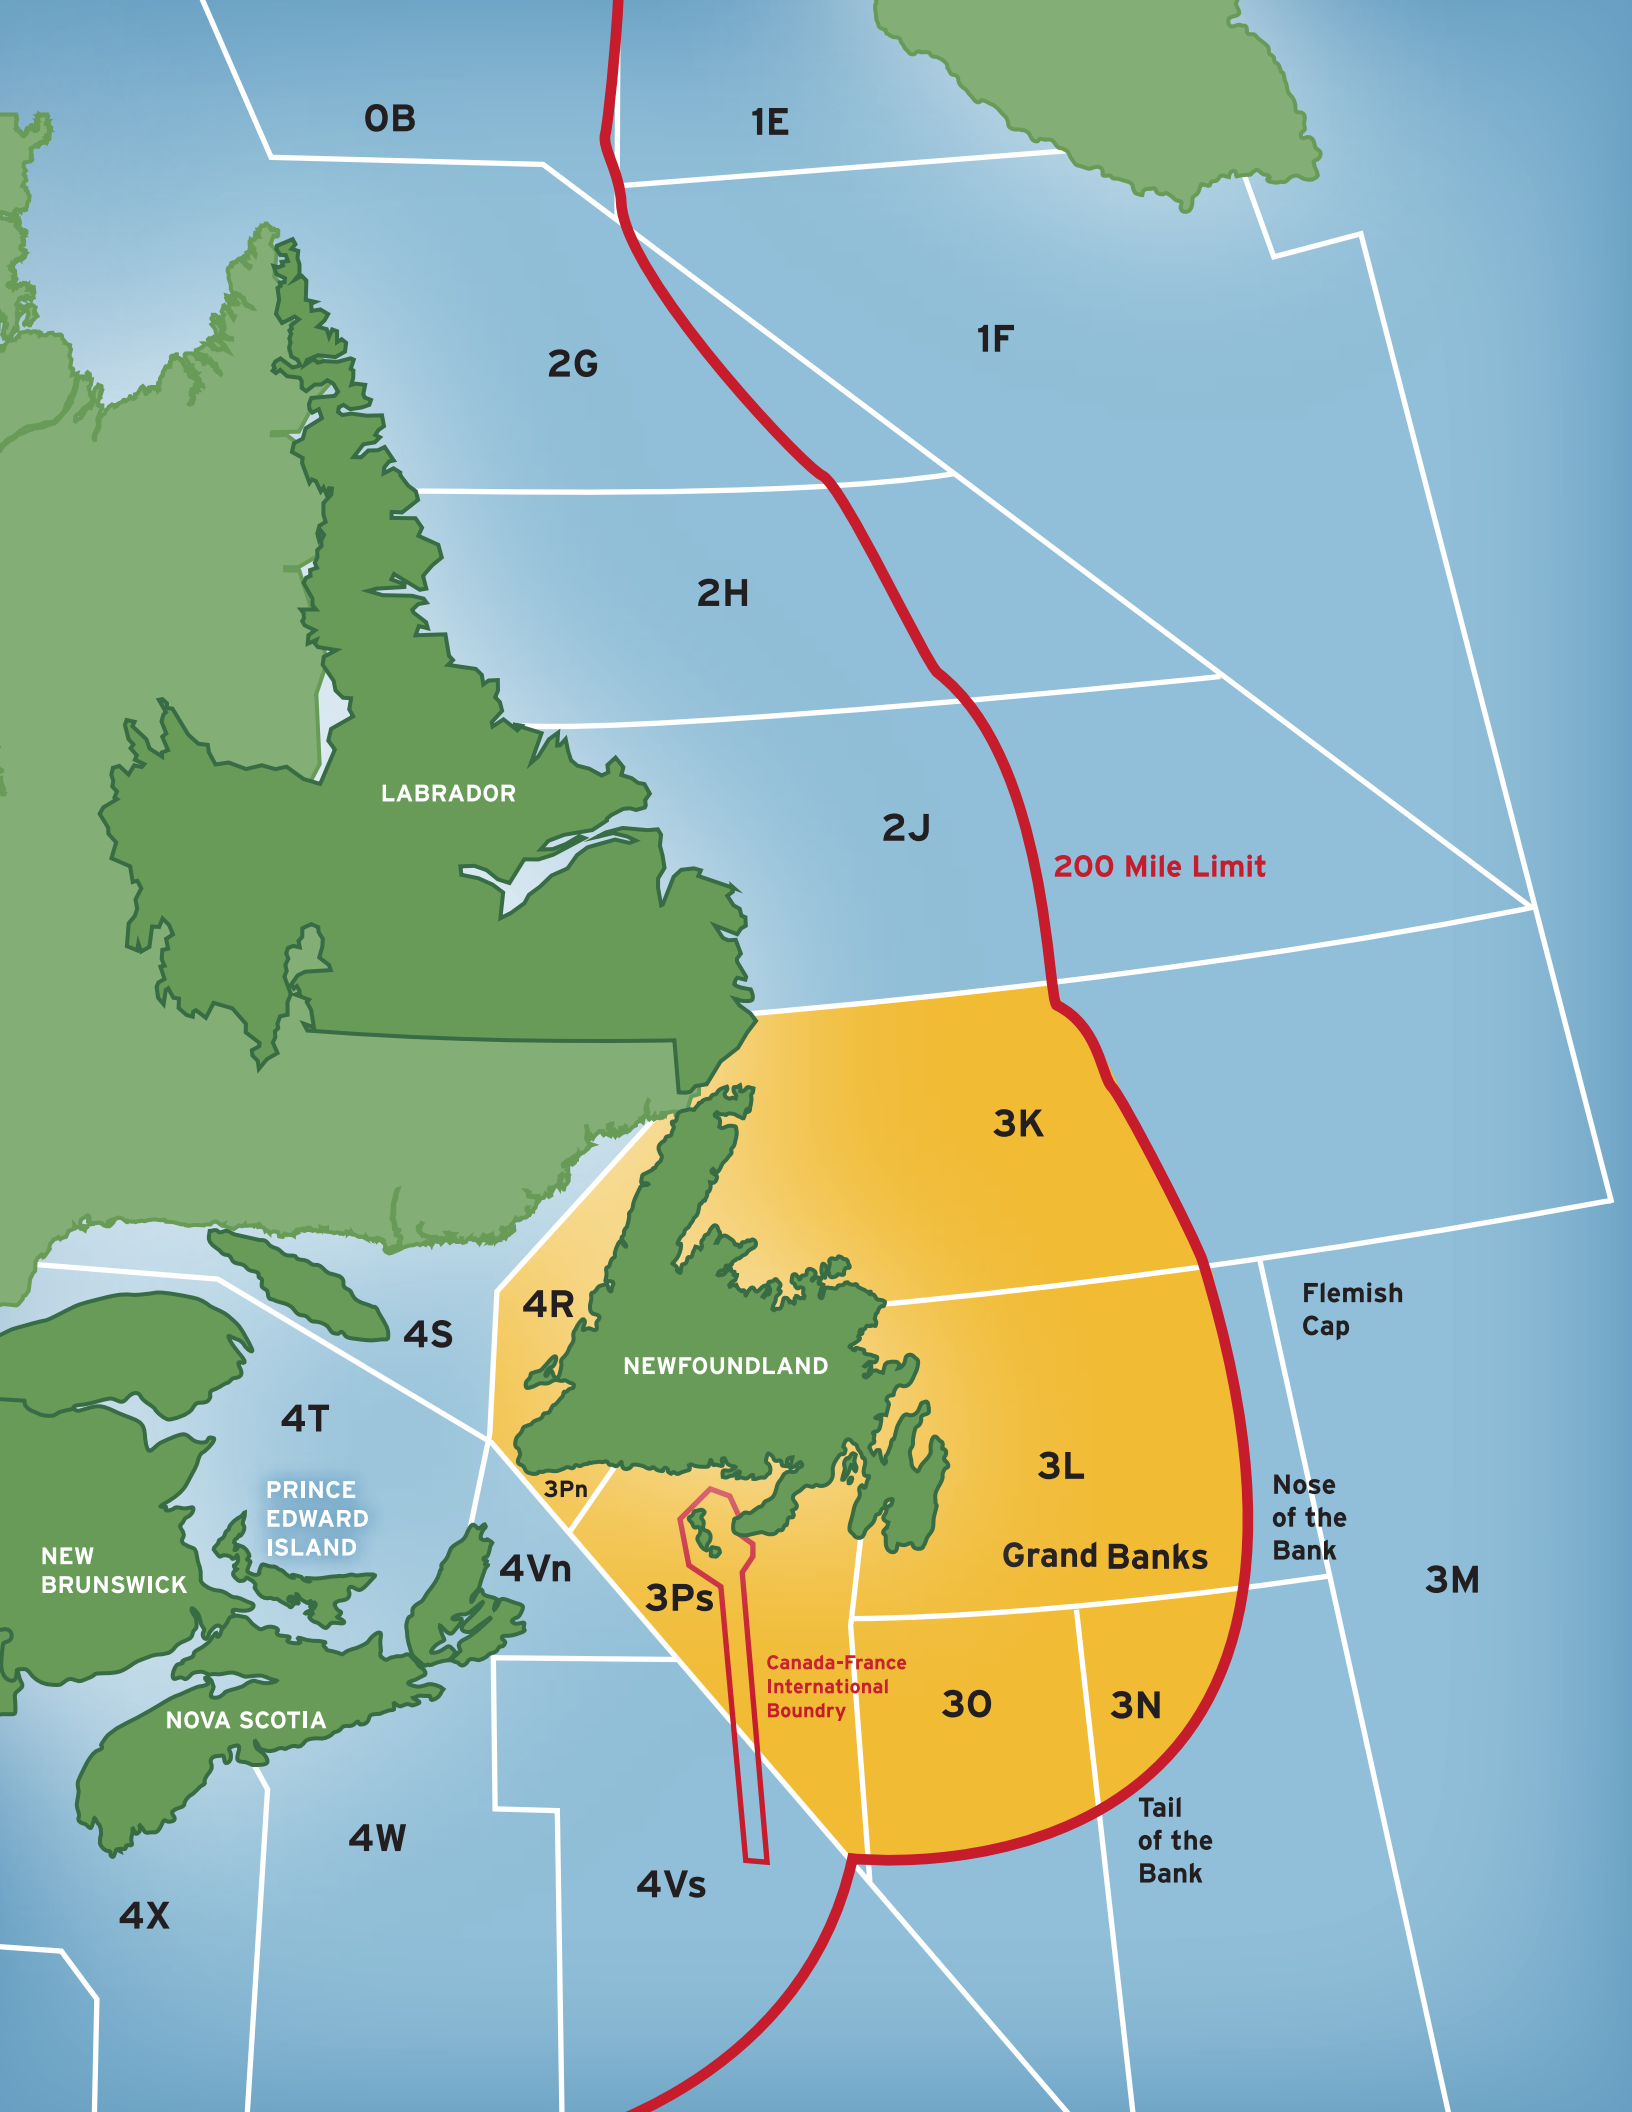 0B
1E
1F
2G
2H
LABRADOR
2J
200 Mile Limit
3K
Flemish
Cap
4R
4S
NEWFOUNDLAND
4T
3L
PRINCE
EDWARD
ISLAND
3Pn
Nose
of the
Bank
NEW
BRUNSWICK
4Vn
Grand Banks
3M
3Ps
Canada-France
International
Boundry
3O
3N
NOVA SCOTIA
Tail
of the
Bank
4W
4Vs
4X